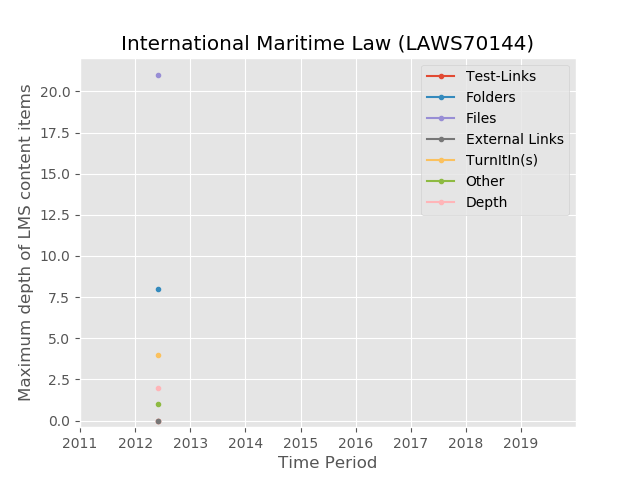 International Maritime Law (LAWS70144)
Maximum depth of LMS content items
20.0
17.5
15.0
12.5
10.0
7.5
5.0
2.5
0.0
Test-Links
Folders
Files
External Links
TurnItIn(s)
Other
Depth
2011 2012 2013 2014 2015 2016 2017 2018 2019
Time Period